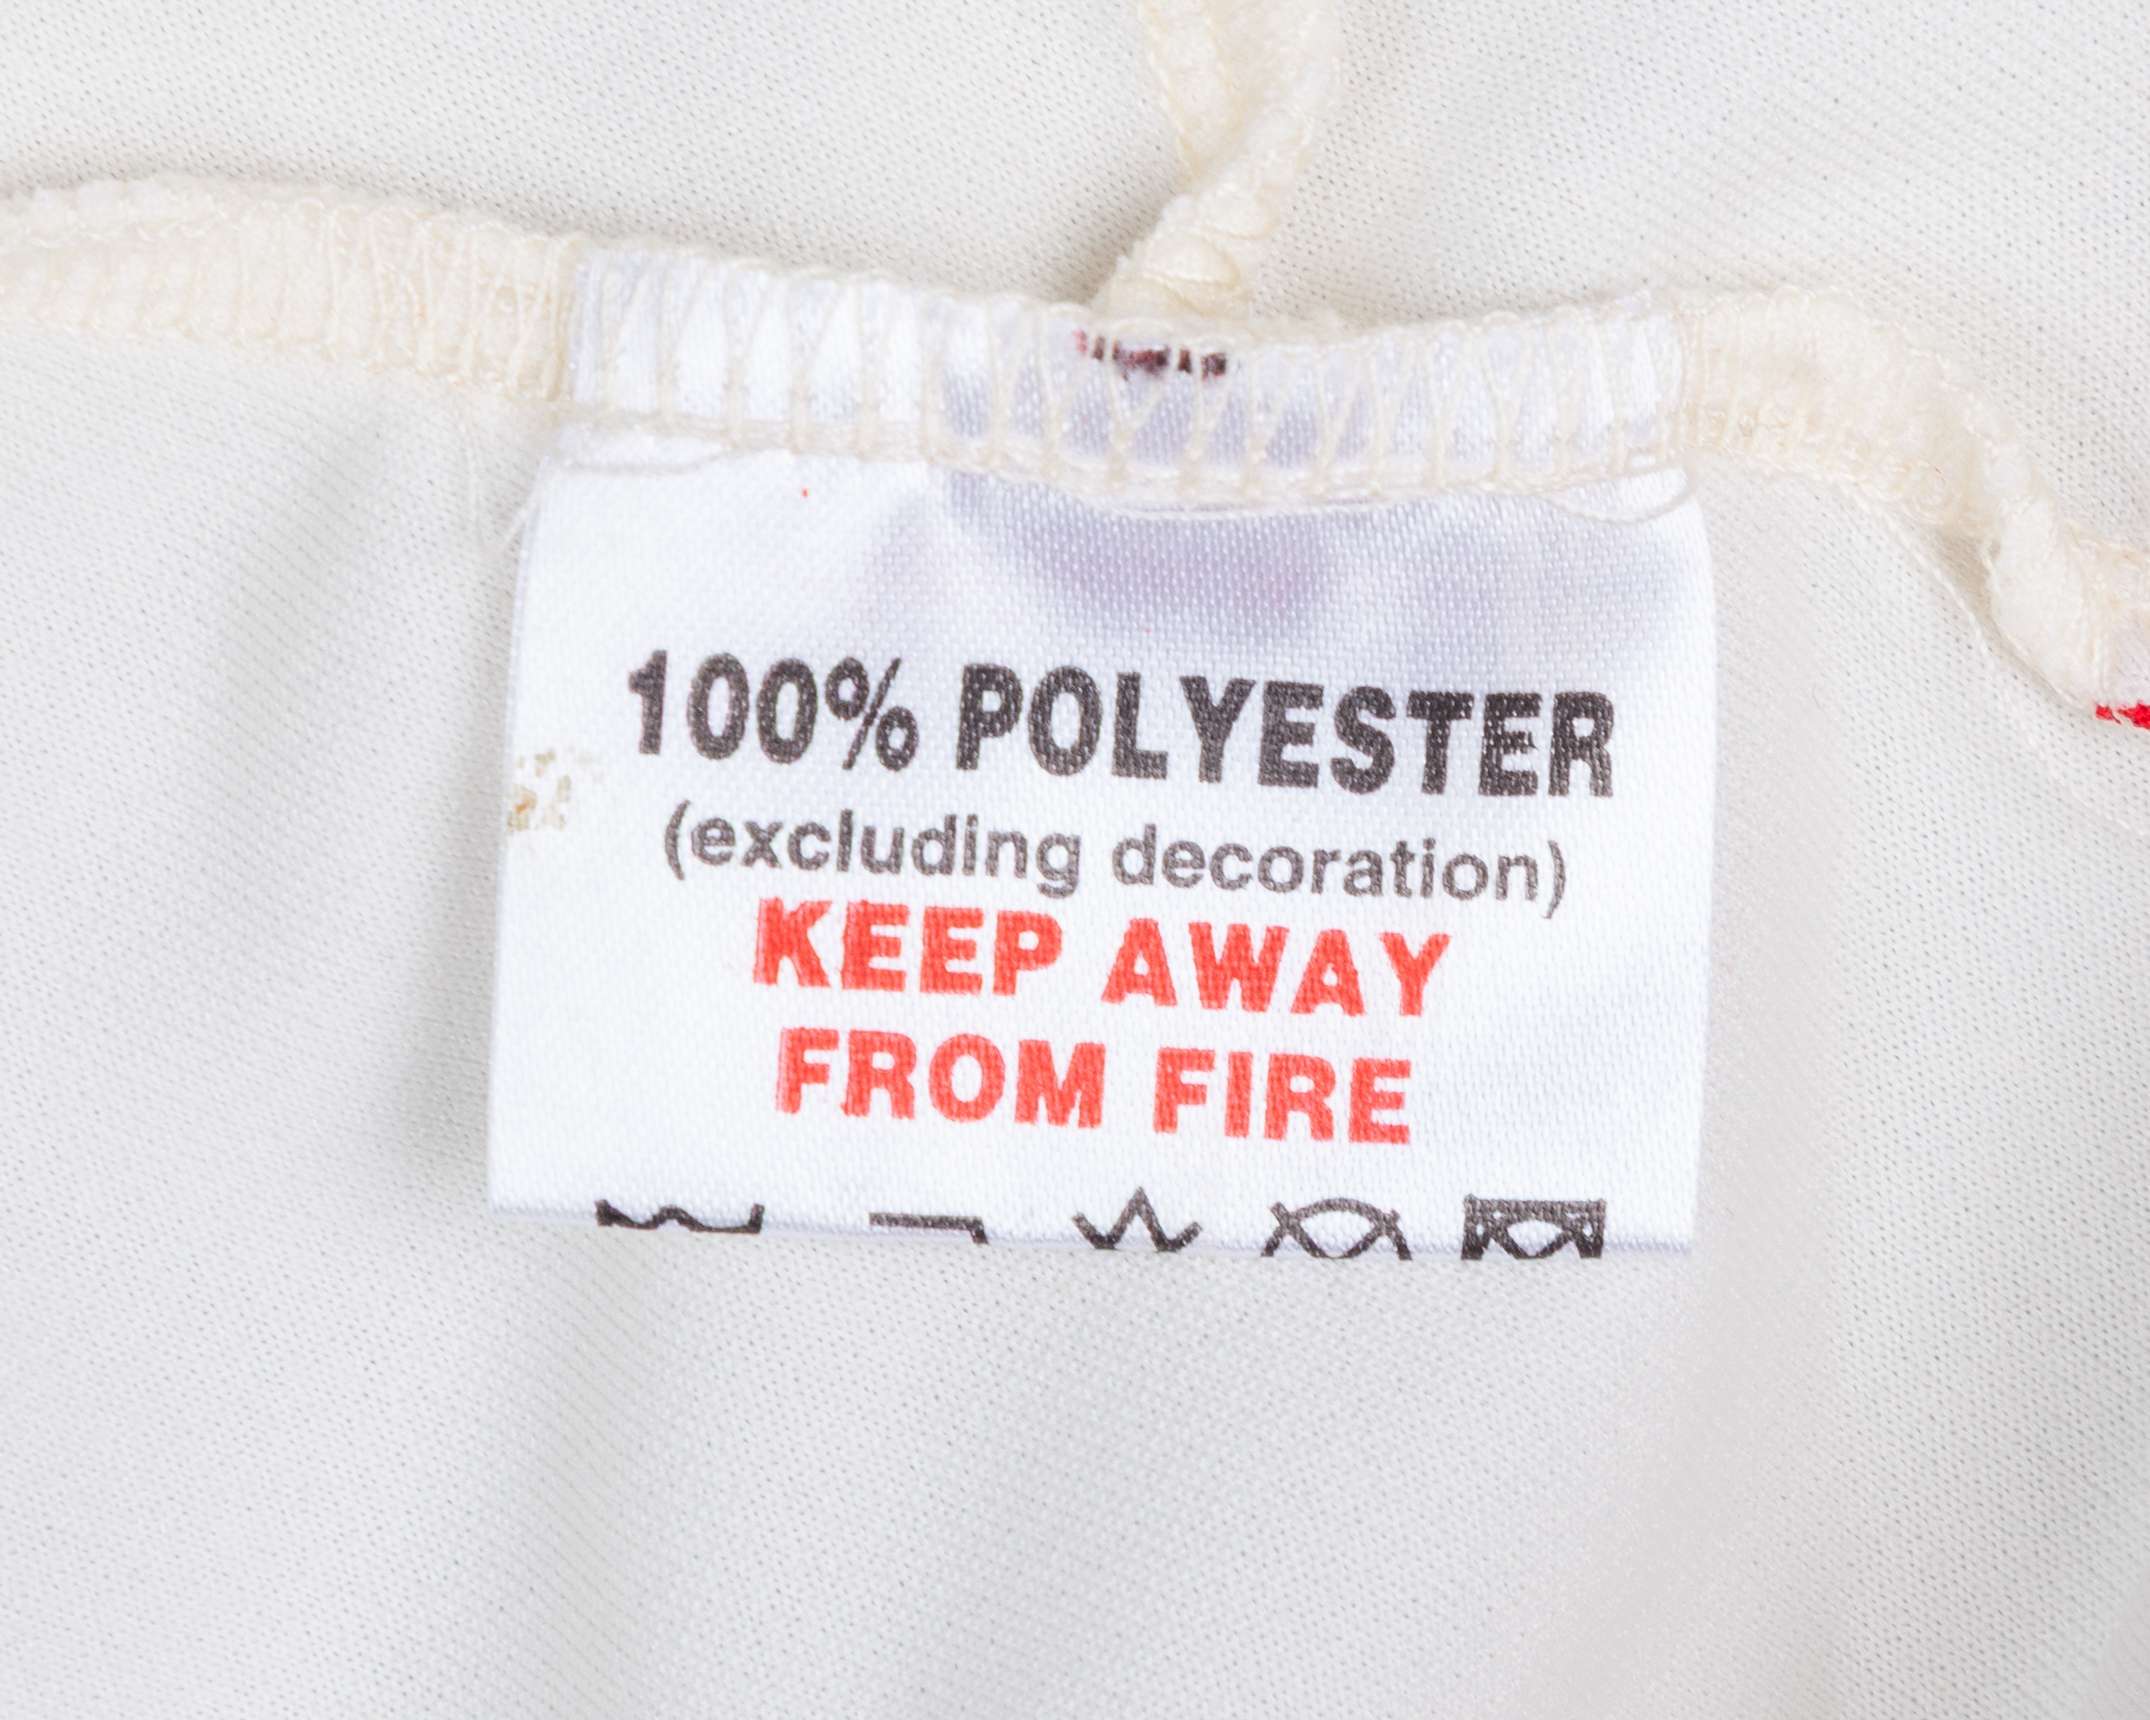 100% POLYESTER
(excluding decoration)
KEEP AWAY
FROM FIRE